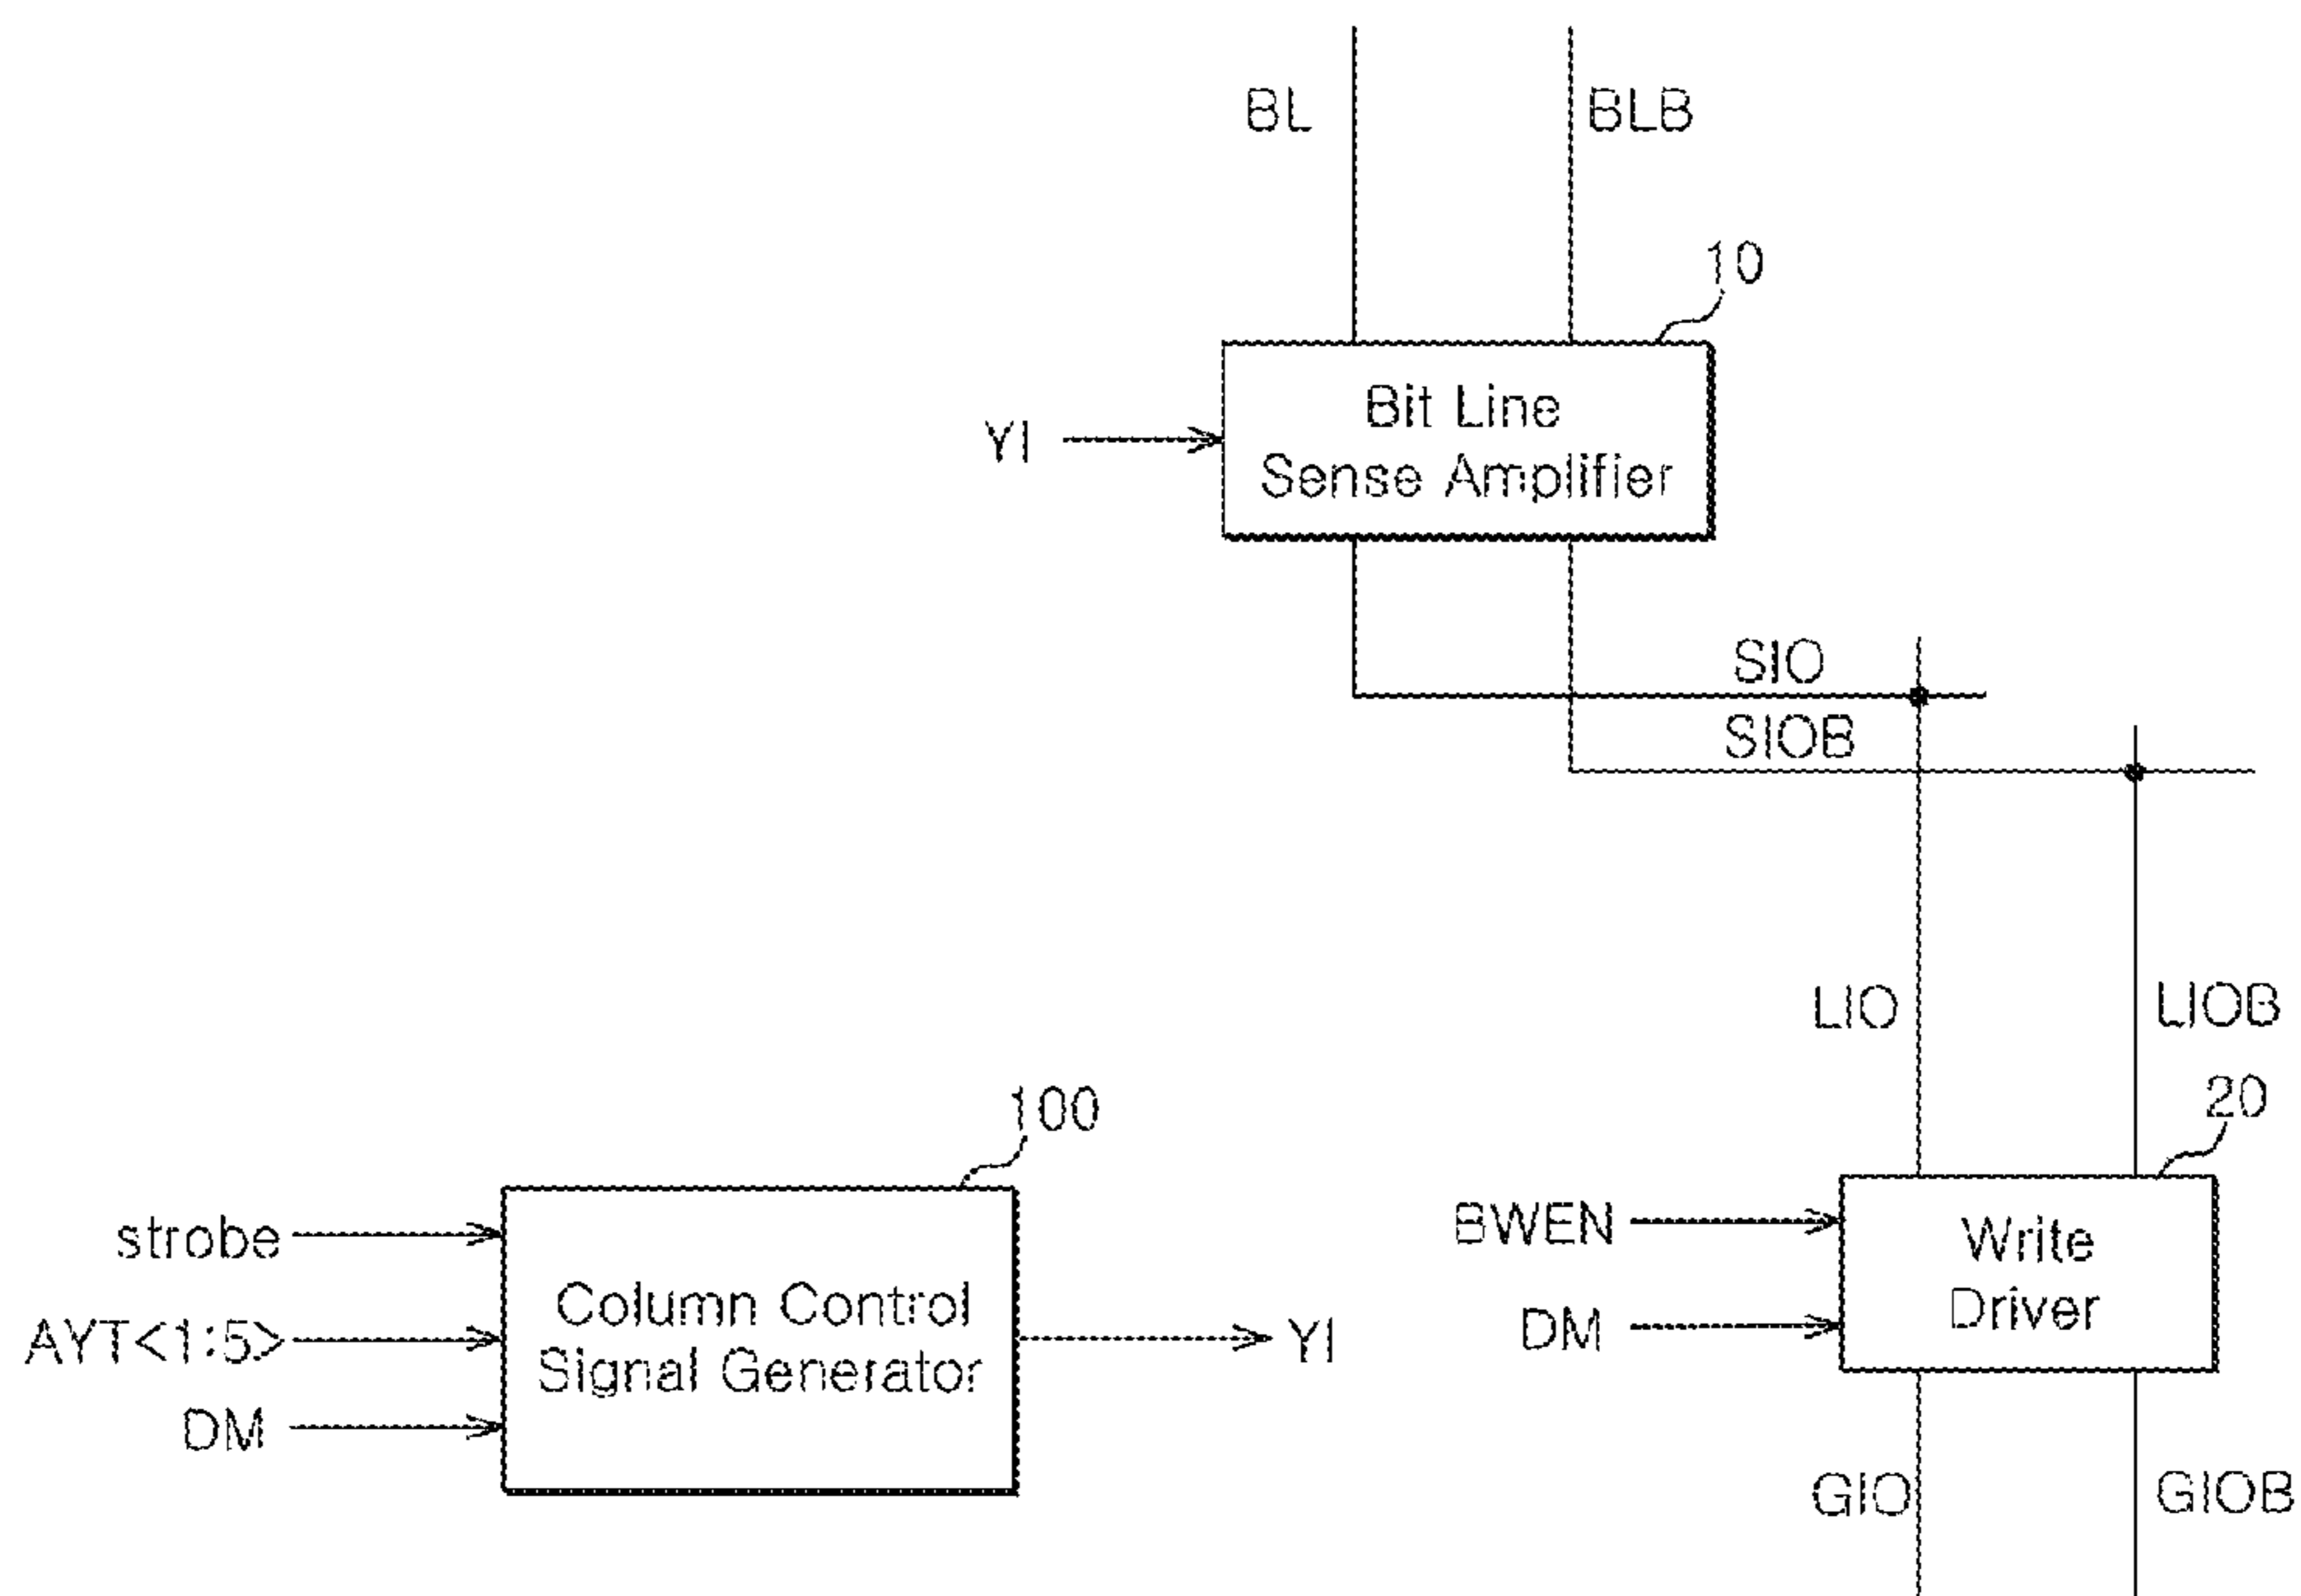 BL
BLB
10
YI
Bit Line
Sense Amplifier
SIO
SIOB
LIO
LIOB
100
20
strobe
AYT<1:5>
DM
Column Control
Signal Generator
YI
BWEN
DM
Write
Driver
GIO
GIOB